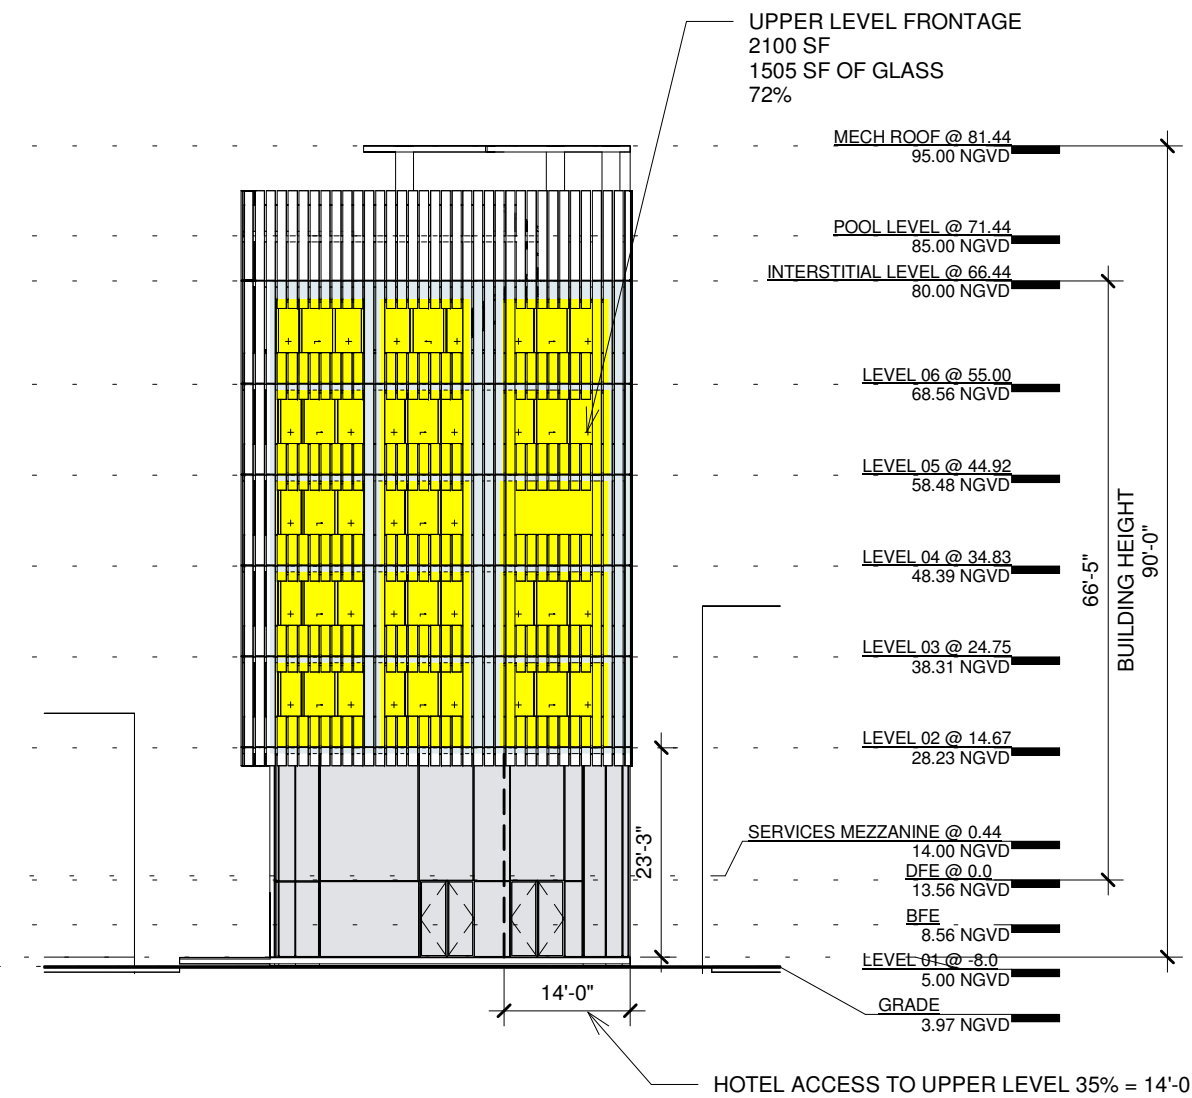 UPPER LEVEL FRONTAGE
2100 SF
1505 SF OF GLASS
72%
MECH ROOF @ 81.44
95.00 NGVD
POOL LEVEL @ 71.44
85.00 NGVD
INTERSTITIAL LEVEL @ 66.44
80.00 NGVD
LEVEL 06 @ 55.00
68.56 NGVD
LEVEL 05 @ 44.92
58.48 NGVD
LEVEL 04 @ 34.83
48.39 NGVD
66'-5"
BUILDING HEIGHT
90'-0"
LEVEL 03 @ 24.75
38.31 NGVD
LEVEL 02 @ 14.67
28.23 NGVD
23'-3"
SERVICES MEZZANINE @ 0.44
14.00 NGVD
DFE @ 0.0
13.56 NGVD
BFE
8.56 NGVD
LEVEL 01 @ -8.0
5.00 NGVD
14'-0"
GRADE
3.97 NGVD
HOTEL ACCESS TO UPPER LEVEL 35% = 14'-0